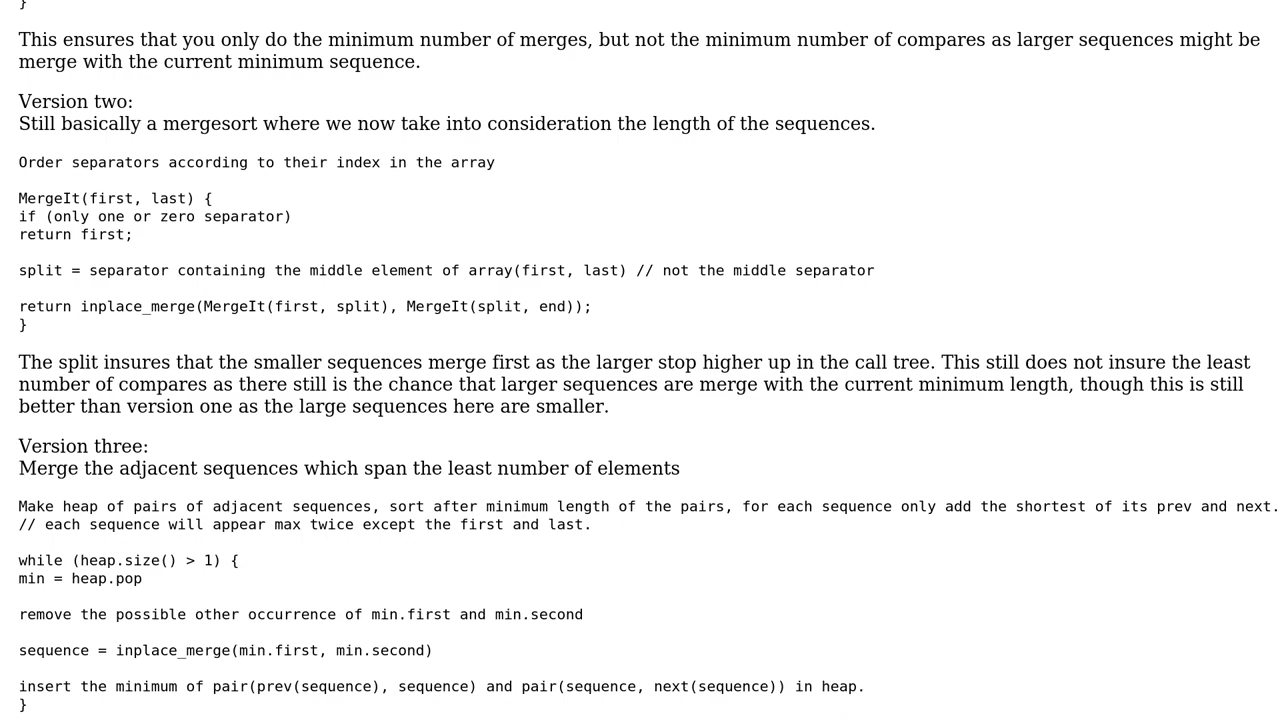 }
This ensures that you only do the minimum number of merges, but not the minimum number of compares as larger sequences might be
merge with the current minimum sequence.
Version two:
Still basically a mergesort where we now take into consideration the length of the sequences.
Order separators according to their index in the array
MergeIt(first, last) {
if (only one or zero separator)
return first;
split = separator containing the middle element of array(first, last) // not the middle separator
return inplace_merge(MergeIt(first, split), MergeIt(split, end));
}
The split insures that the smaller sequences merge first as the larger stop higher up in the call tree. This still does not insure the least
number of compares as there still is the chance that larger sequences are merge with the current minimum length, though this is still
better than version one as the large sequences here are smaller.
Version three:
Merge the adjacent sequences which span the least number of elements
Make heap of pairs of adjacent sequences, sort after minimum length of the pairs, for each sequence only add the shortest of its prev and next.
// each sequence will appear max twice except the first and last.
while (heap.size() > 1) {
min = heap.pop
remove the possible other occurrence of min.first and min.second
sequence = inplace_merge(min.first, min.second)
insert the minimum of pair(prev(sequence), sequence) and pair(sequence, next(sequence)) in heap.
}